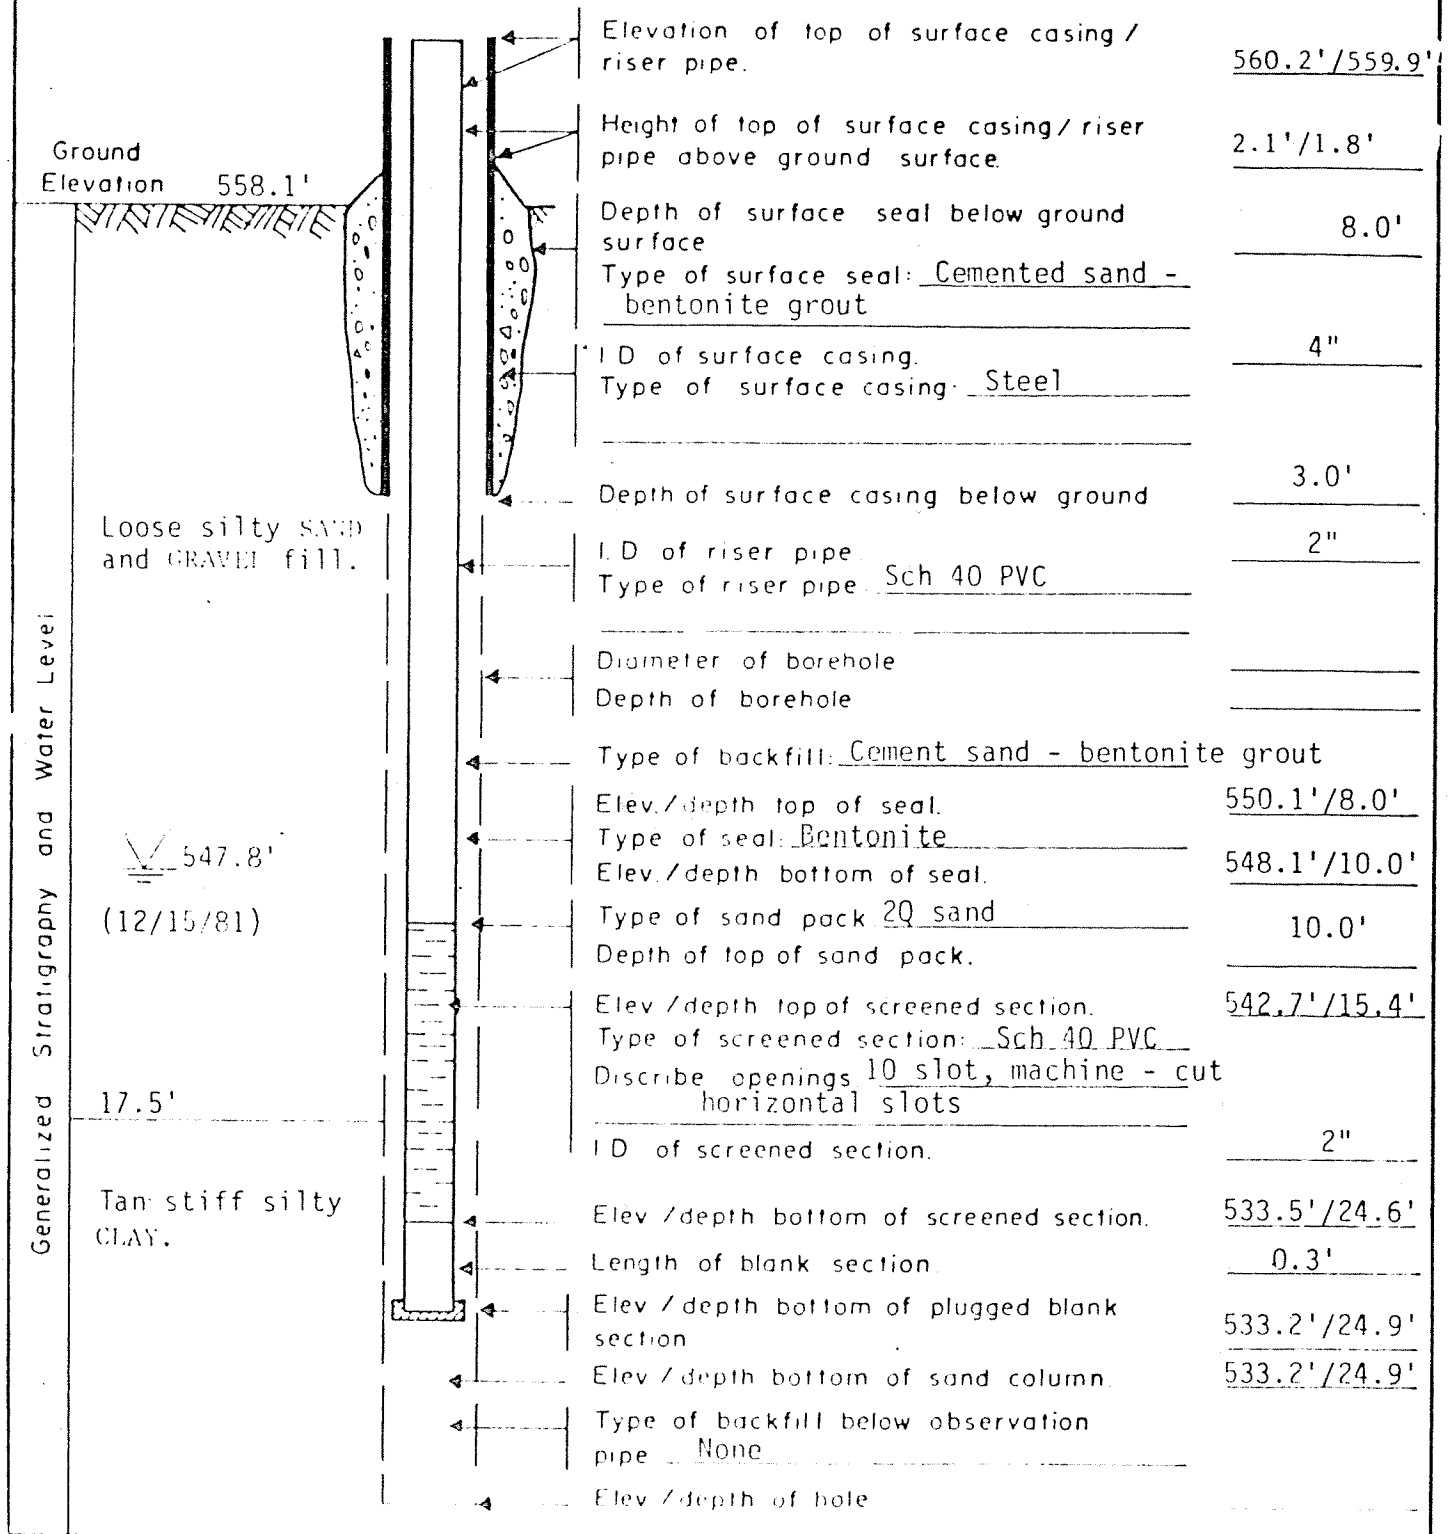 Elevation of top of surface casing /
riser pipe. 560.2'/559.9'
Height of top of surface casing / riser
pipe above ground surface. 2.1'/1.8'
Ground
Elevation 558.1'
Depth of surface seal below ground
surface 8.0'
Type of surface seal: Cemented sand -
bentonite grout
I D of surface casing. 4"
Type of surface casing: Steel
Depth of surface casing below ground 3.0'
Loose silty SAND
and GRAVEL fill.
I.D of riser pipe 2"
Type of riser pipe Sch 40 PVC
Diameter of borehole
Depth of borehole
Type of backfill: Cement sand - bentonite grout
Elev./depth top of seal. 550.1'/8.0'
Type of seal: Bentonite
Elev./depth bottom of seal. 548.1'/10.0'
547.8'
(12/15/81)
Type of sand pack 2Q sand
Depth of top of sand pack. 10.0'
Elev /depth top of screened section. 542.7'/15.4'
Type of screened section: Sch 40 PVC
Discribe openings 10 slot, machine - cut
horizontal slots
17.5'
I D of screened section. 2"
Tan stiff silty
CLAY.
Elev /depth bottom of screened section. 533.5'/24.6'
Length of blank section 0.3'
Elev / depth bottom of plugged blank
section 533.2'/24.9'
Elev / depth bottom of sand column. 533.2'/24.9'
Type of backfill below observation
pipe None
Elev /depth of hole
Generalized Stratigraphy and Water Level